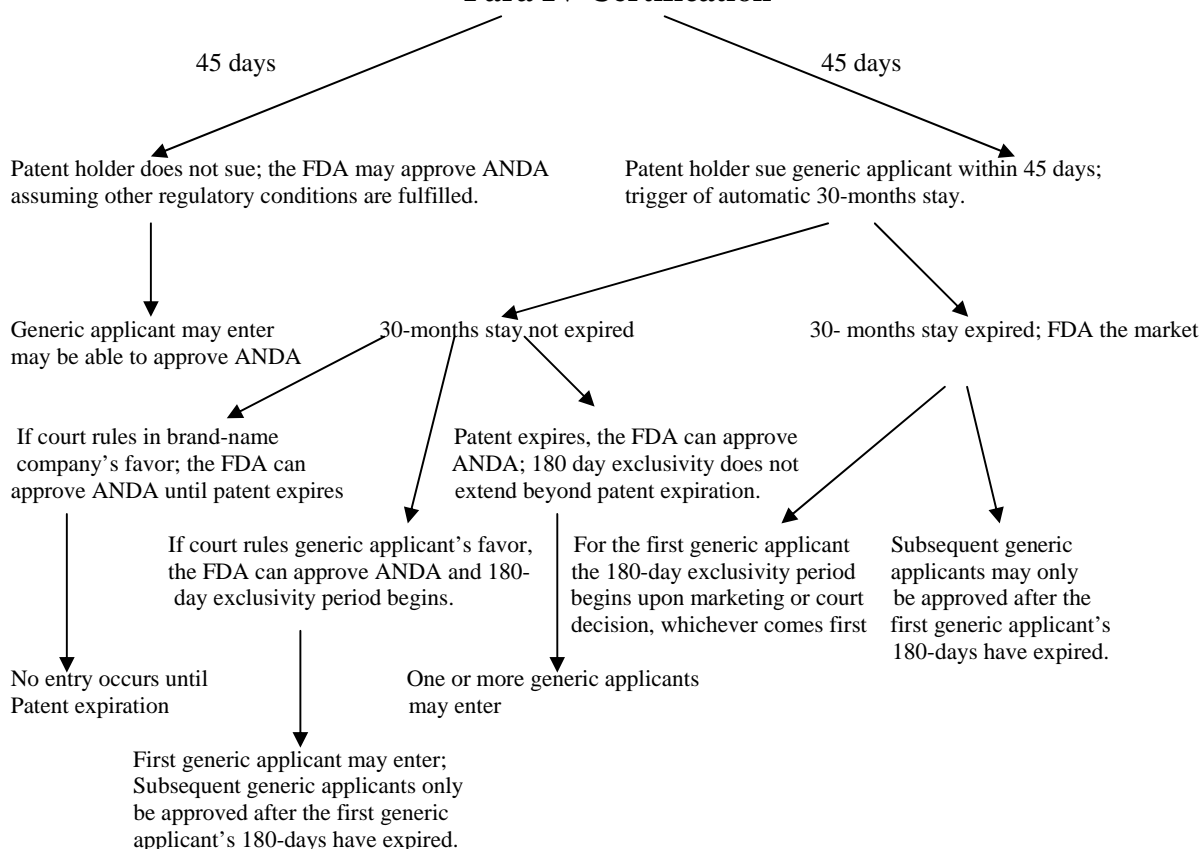 Para IV Certification
45 days
45 days
Patent holder does not sue; the FDA may approve ANDA
assuming other regulatory conditions are fulfilled.
Patent holder sue generic applicant within 45 days;
trigger of automatic 30-months stay.
Generic applicant may enter
may be able to approve ANDA
30-months stay not expired
30- months stay expired; FDA the market
If court rules in brand-name
company's favor; the FDA can
approve ANDA until patent expires
Patent expires, the FDA can approve
ANDA; 180 day exclusivity does not
extend beyond patent expiration.
If court rules generic applicant's favor,
the FDA can approve ANDA and 180-
day exclusivity period begins.
For the first generic applicant
the 180-day exclusivity period
begins upon marketing or court
decision, whichever comes first
Subsequent generic
applicants may only
be approved after the
first generic applicant's
180-days have expired.
No entry occurs until
Patent expiration
One or more generic applicants
may enter
First generic applicant may enter;
Subsequent generic applicants only
be approved after the first generic
applicant's 180-days have expired.